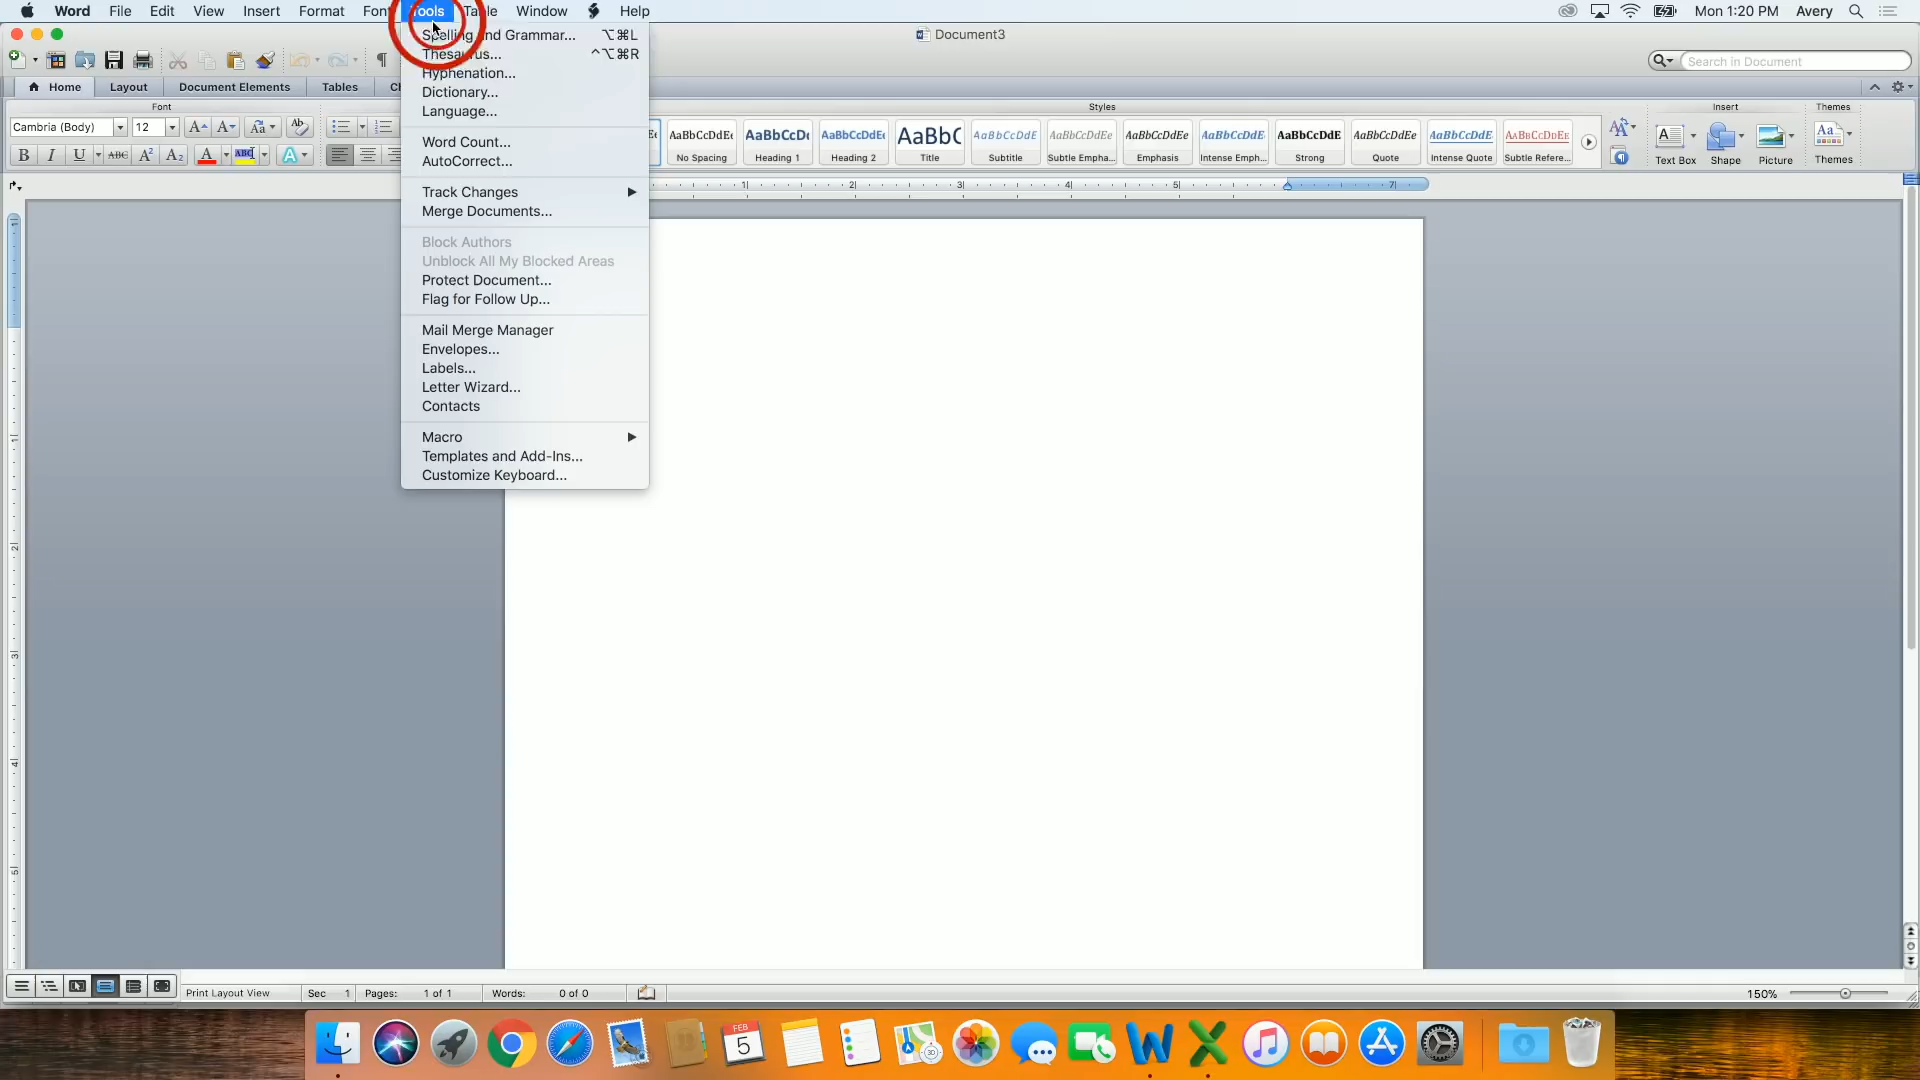 Word File Edit View Insert Format Font Tools Table Window Help Mon 1:20 PM Avery
Document3
Search in Document
Home Layout Document Elements Tables
Font Styles Insert Themes
Cambria (Body) 12
AaBbCcDdEe AaBbCcDc AaBbCcDdEe AaBbC AaBbCcDdE AaBbCcDdEe AaBbCcDdEe AaBbCcDdEe AaBbCcDdE AaBbCcDdEe AaBbCcDdEe AaBbCcDdEe
No Spacing Heading 1 Heading 2 Title Subtitle Subtle Empha... Emphasis Intense Emph... Strong Quote Intense Quote Subtle Refere...
Text Box Shape Picture Themes
Spelling and Grammar... ⌥⌘L
Thesaurus... ^⌥⌘R
Hyphenation...
Dictionary...
Language...
Word Count...
AutoCorrect...
Track Changes
Merge Documents...
Block Authors
Unblock All My Blocked Areas
Protect Document...
Flag for Follow Up...
Mail Merge Manager
Envelopes...
Labels...
Letter Wizard...
Contacts
Macro
Templates and Add-Ins...
Customize Keyboard...
Print Layout View Sec 1 Pages: 1 of 1 Words: 0 of 0 150%
FEB
5
3D